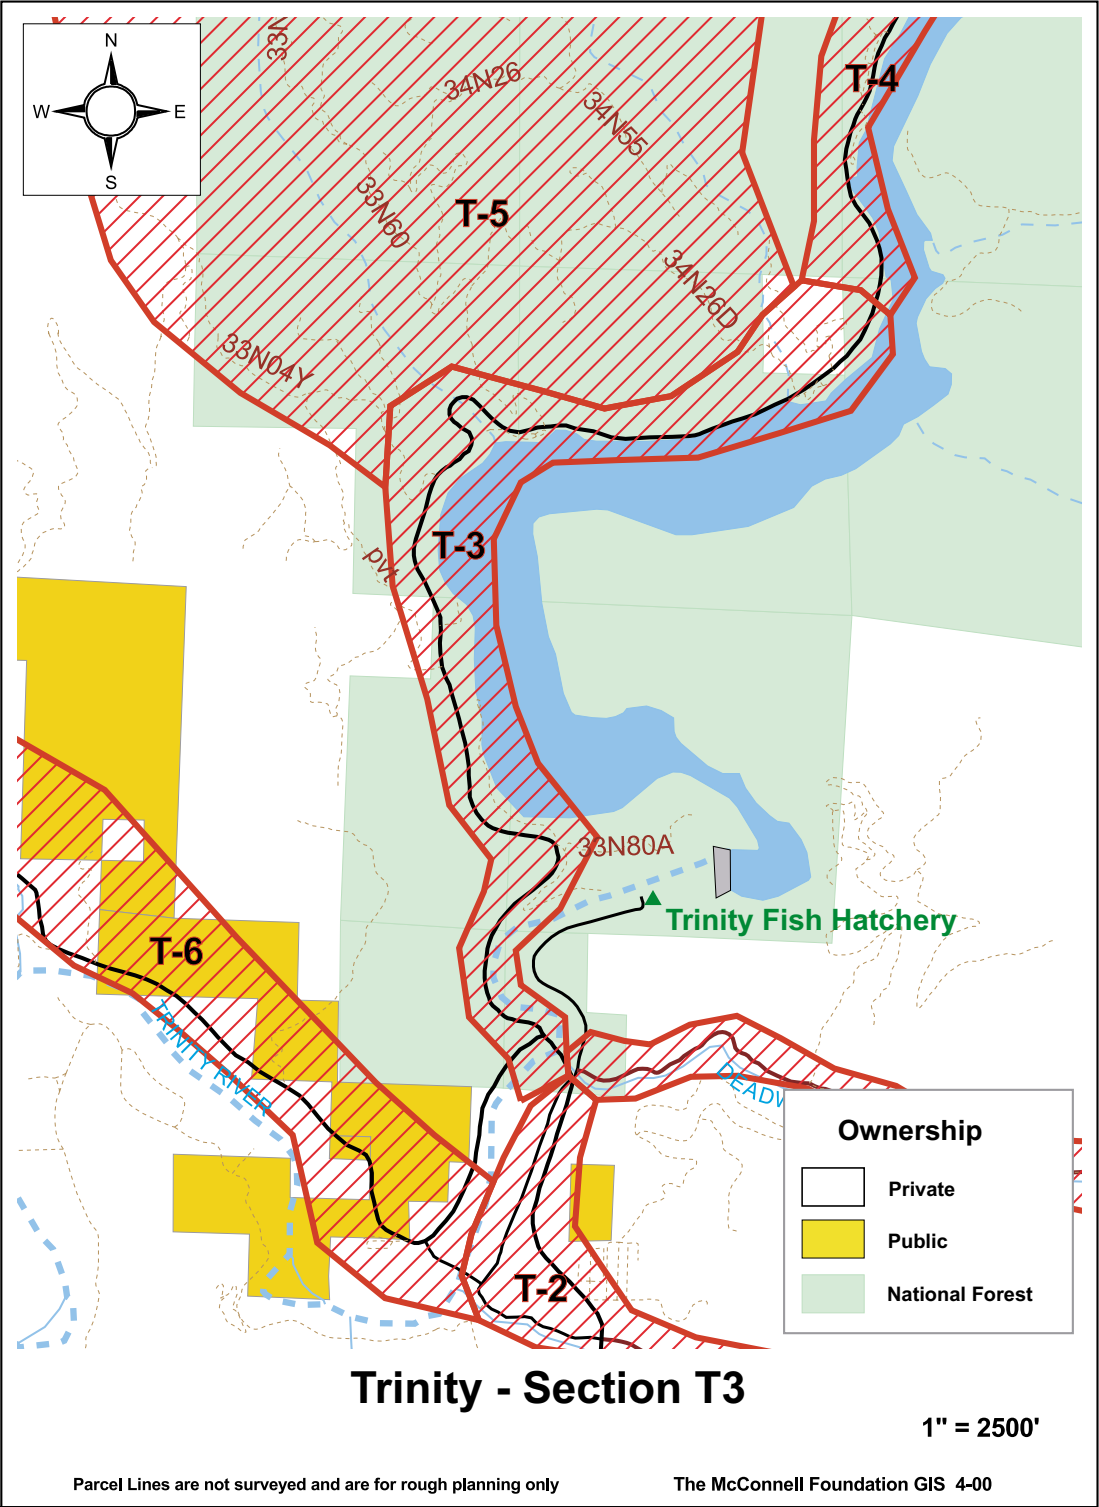 N
W
E
S
33N
34N26
34N55
T-4
33N60
T-5
34N26D
33N04Y
T-3
pvt
33N80A
Trinity Fish Hatchery
T-6
TRINITY RIVER
DEADW
T-2
Ownership
Private
Public
National Forest
Trinity - Section T3
1" = 2500'
Parcel Lines are not surveyed and are for rough planning only
The McConnell Foundation GIS 4-00